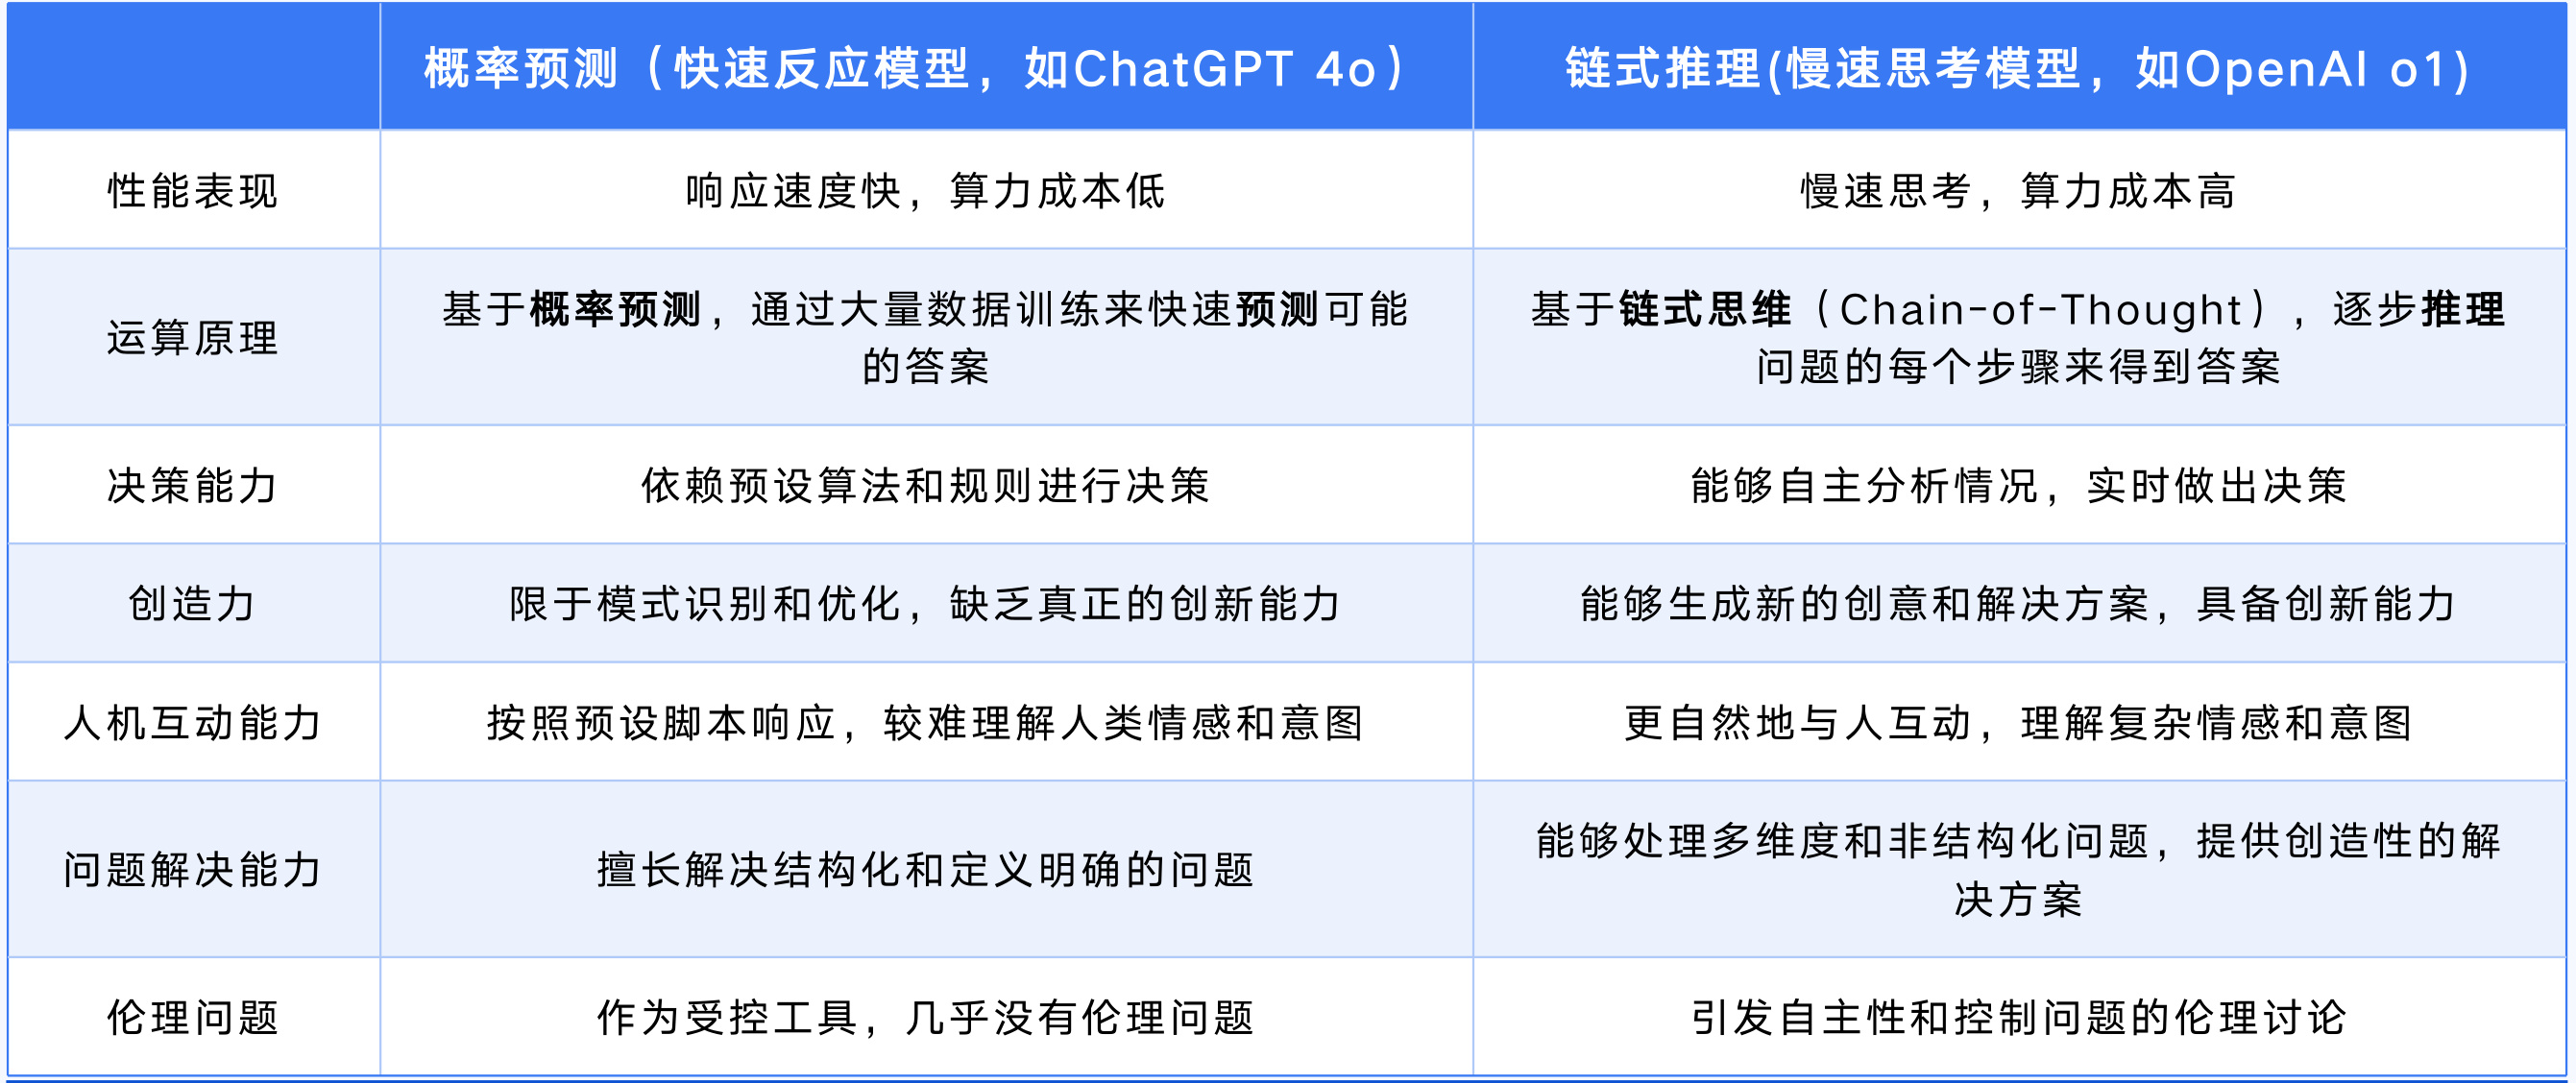 概率预测（快速反应模型，如ChatGPT 4o）
链式推理(慢速思考模型，如OpenAI o1)
性能表现
响应速度快，算力成本低
慢速思考，算力成本高
运算原理
基于概率预测，通过大量数据训练来快速预测可能
的答案
基于链式思维（Chain-of-Thought），逐步推理
问题的每个步骤来得到答案
决策能力
依赖预设算法和规则进行决策
能够自主分析情况，实时做出决策
创造力
限于模式识别和优化，缺乏真正的创新能力
能够生成新的创意和解决方案，具备创新能力
人机互动能力
按照预设脚本响应，较难理解人类情感和意图
更自然地与人互动，理解复杂情感和意图
问题解决能力
擅长解决结构化和定义明确的问题
能够处理多维度和非结构化问题，提供创造性的解
决方案
伦理问题
作为受控工具，几乎没有伦理问题
引发自主性和控制问题的伦理讨论